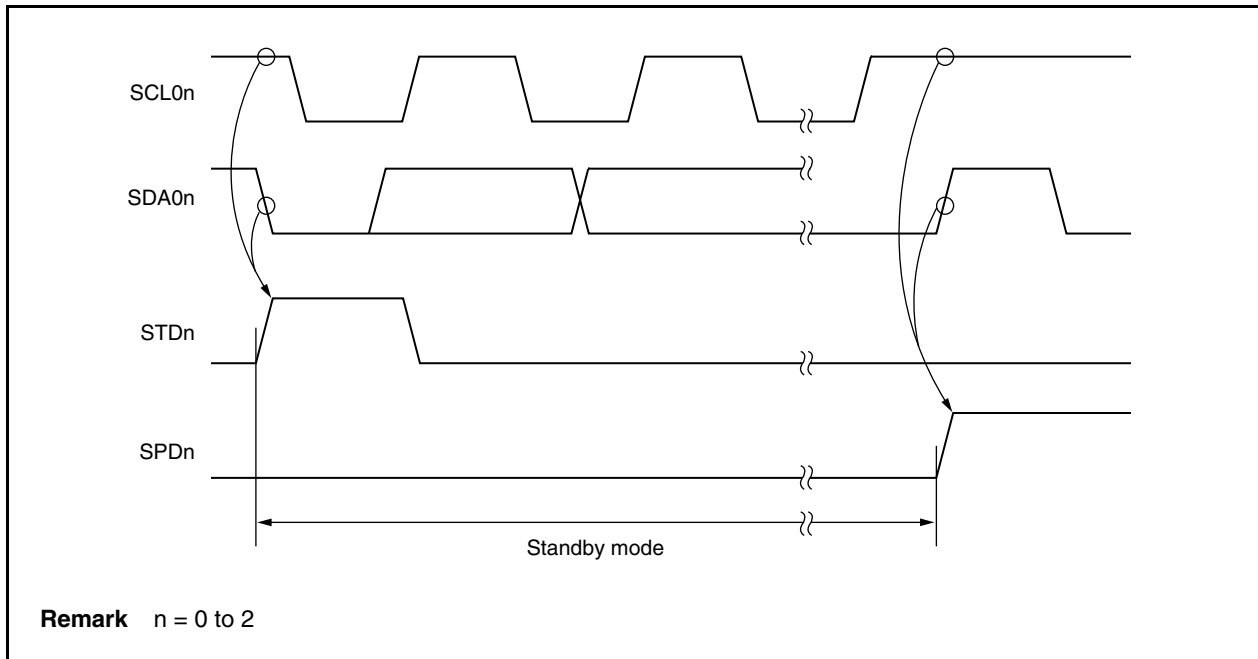 SCL0n
SDA0n
STDn
SPDn
Standby mode
Remark n = 0 to 2